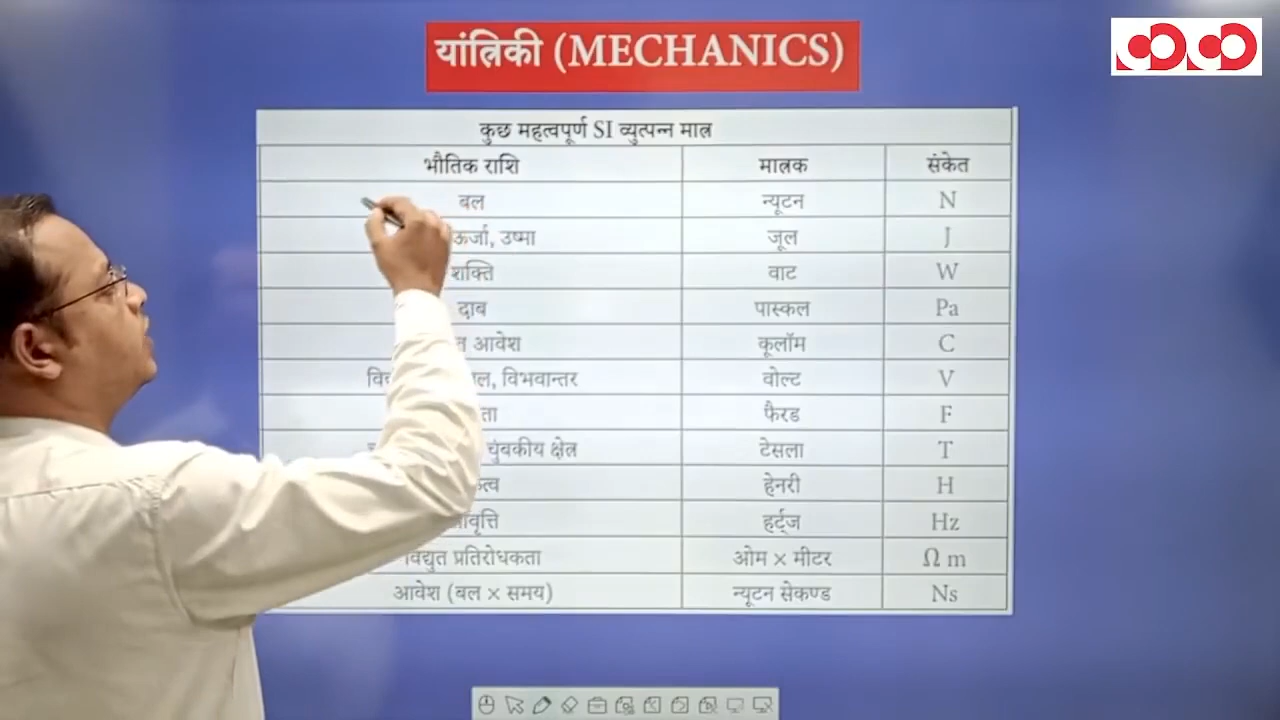 यांत्रिकी (MECHANICS)
कुछ महत्वपूर्ण SI व्युत्पन्न मात्र
भौतिक राशि मात्रक संकेत
बल न्यूटन N
ऊर्जा, उष्मा जूल J
शक्ति वाट W
दाब पास्कल Pa
आवेश कूलॉम C
विभवान्तर वोल्ट V
फैरड F
चुंबकीय क्षेत्र टेसला T
हेनरी H
हर्ट्ज Hz
विद्युत प्रतिरोधकता ओम × मीटर Ω m
आवेश (बल × समय) न्यूटन सेकण्ड Ns